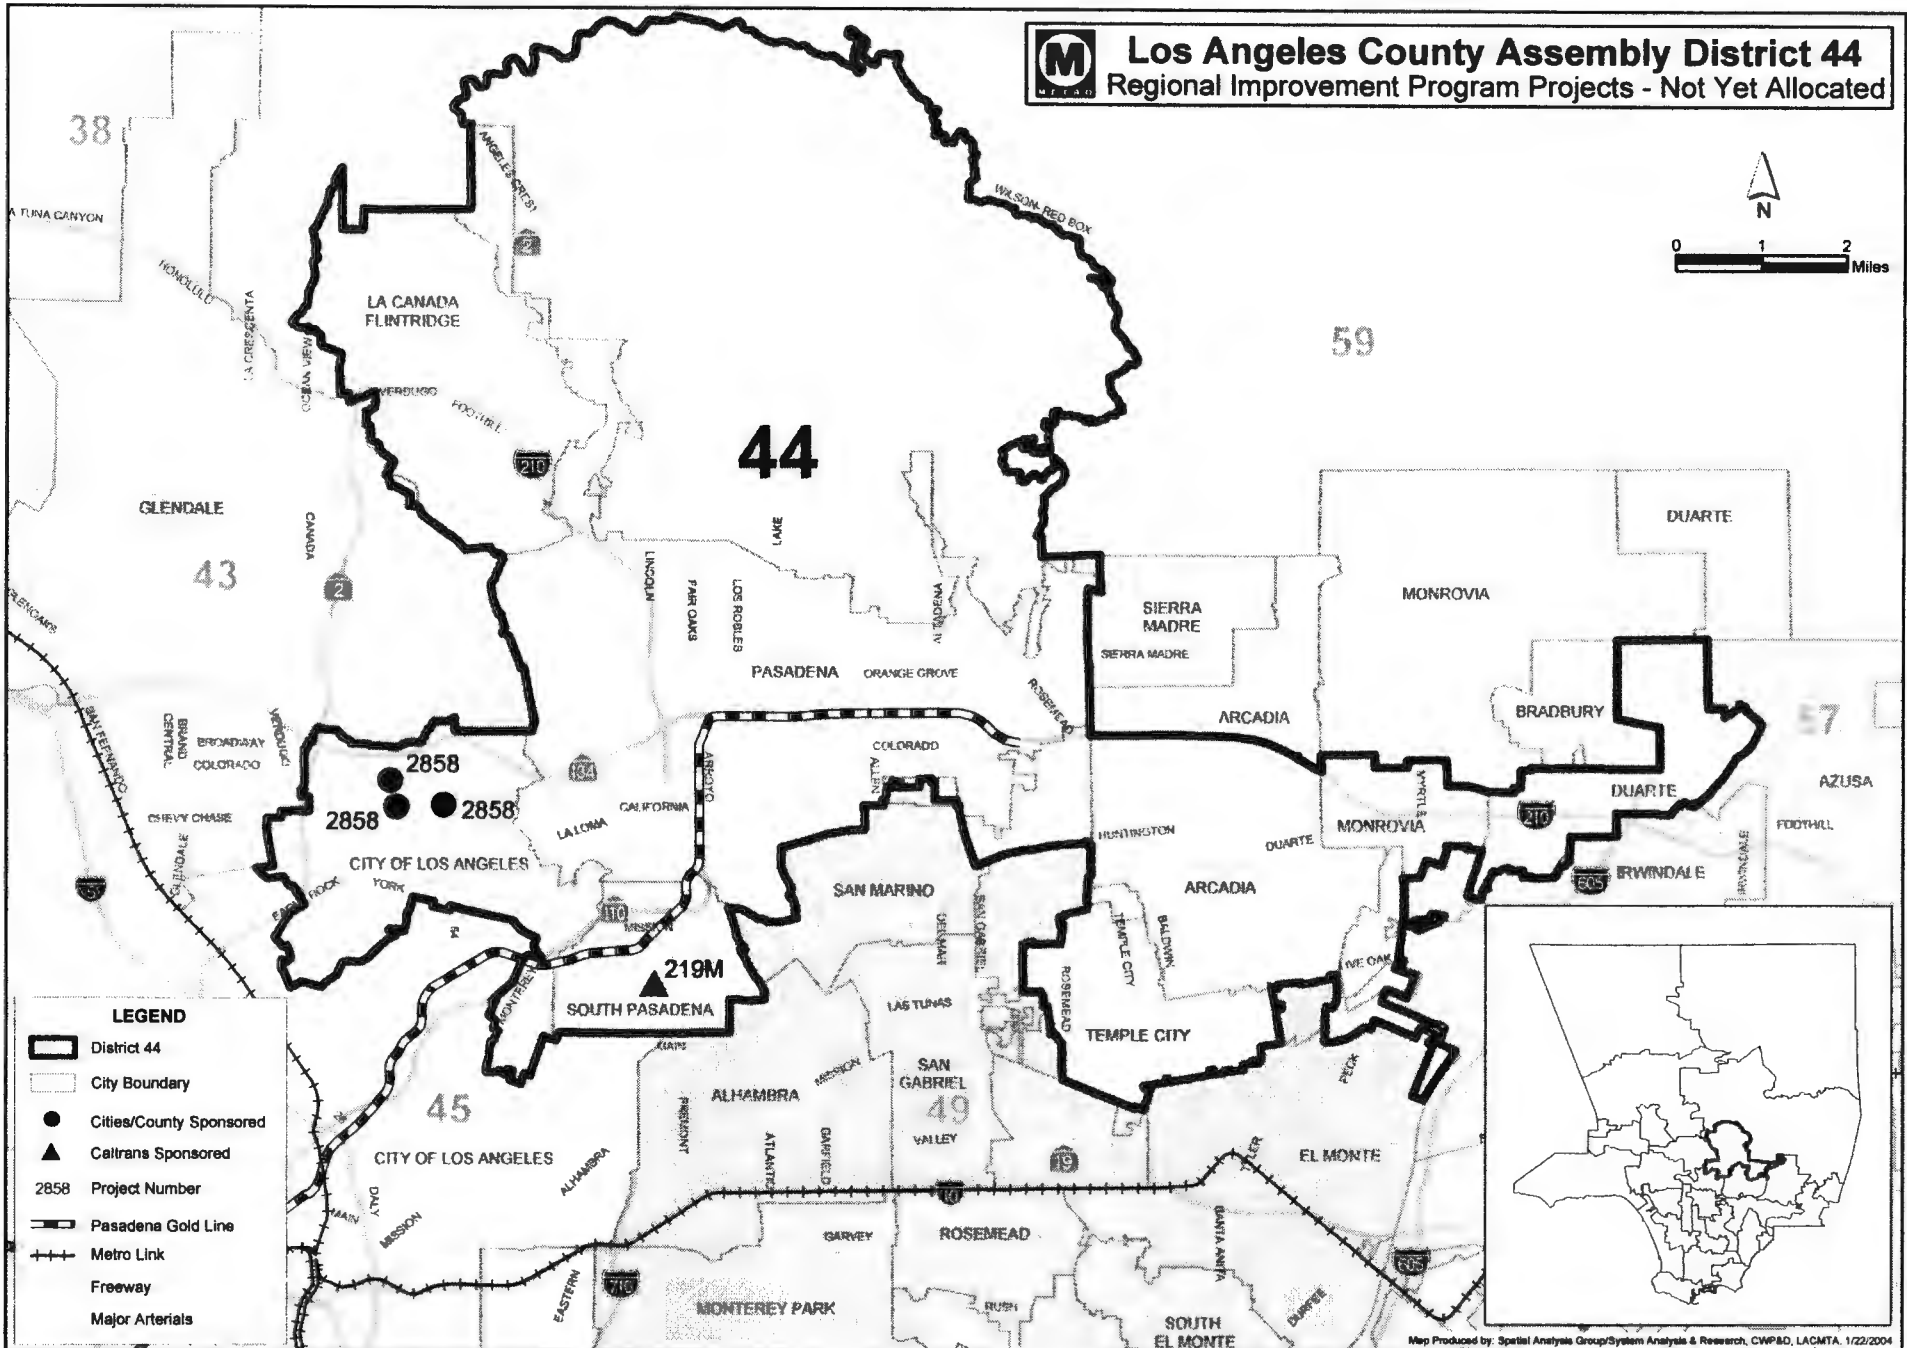 M
METRO
Los Angeles County Assembly District 44
Regional Improvement Program Projects - Not Yet Allocated
38
ANGELES CREST
WILSON- RED BOX
N
0 1 2
Miles
A TUNA CANYON
2
HONOLULU
LA CRESCENTA
LA CANADA
FLINTRIDGE
OCEAN VIEW
59
VERDUGO
FOOTHILL
44
210
GLENDALE
CANADA
LAKE
DUARTE
43
2
LINCOLN
FAIR OAKS
LOS ROBLES
ALTADENA
SIERRA
MADRE
MONROVIA
GLENOAKS
SIERRA MADRE
PASADENA
ORANGE GROVE
ROSEMEAD
ARCADIA
BRADBURY
57
SAN FERNANDO
CENTRAL
BRAND
BROADWAY
COLORADO
VERDUGO
2858
134
ARROYO
COLORADO
ALLEN
MYRTLE
DUARTE
AZUSA
2858
2858
CALIFORNIA
LA LOMA
CHEVY CHASE
GLENDALE
HUNTINGTON
DUARTE
MONROVIA
210
FOOTHILL
CITY OF LOS ANGELES
EAGLE ROCK
YORK
5
SAN MARINO
ARCADIA
605
IRWINDALE
IRWINDALE
110
MISSION
64
DEL MAR
SAN GABRIEL
TEMPLE CITY
BALDWIN
219M
MONTEREY
SOUTH PASADENA
LAS TUNAS
ROSEMEAD
LIVE OAK
TEMPLE CITY
MAIN
MISSION
SAN
GABRIEL
PECK
45
ALHAMBRA
49
FREMONT
ATLANTIC
GARFIELD
VALLEY
19
TYLER
EL MONTE
CITY OF LOS ANGELES
ALHAMBRA
DALY
MAIN
MISSION
10
GARVEY
ROSEMEAD
SANTA ANITA
605
EASTERN
710
MONTEREY PARK
RUSH
SOUTH
EL MONTE
DURFEE
LEGEND
District 44
City Boundary
Cities/County Sponsored
Caltrans Sponsored
2858 Project Number
Pasadena Gold Line
Metro Link
Freeway
Major Arterials
Map Produced by: Spatial Analysis Group/System Analysis & Research, CWP&D, LACMTA. 1/22/2004